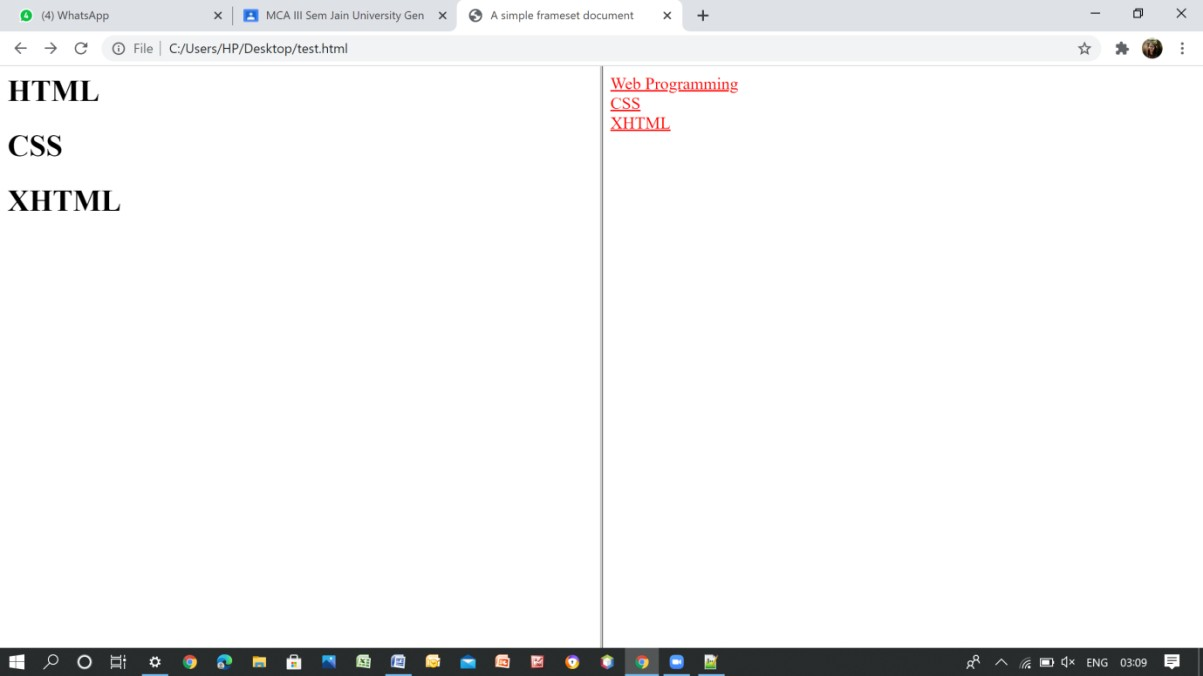 (4) WhatsApp
MCA III Sem Jain University Gen
A simple frameset document
File | C:/Users/HP/Desktop/test.html
HTML
CSS
XHTML
Web Programming
CSS
XHTML
ENG 03:09